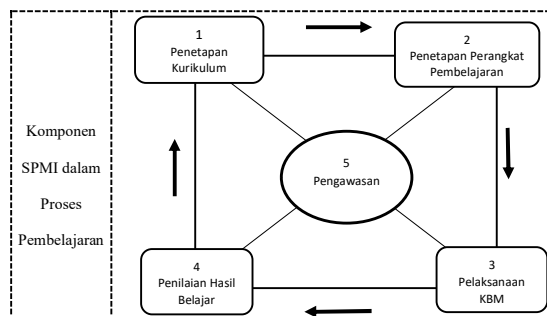 Komponen
SPMI dalam
Proses
Pembelajaran
1
Penetapan
Kurikulum
2
Penetapan Perangkat
Pembelajaran
5
Pengawasan
4
Penilaian Hasil
Belajar
3
Pelaksanaan
KBM